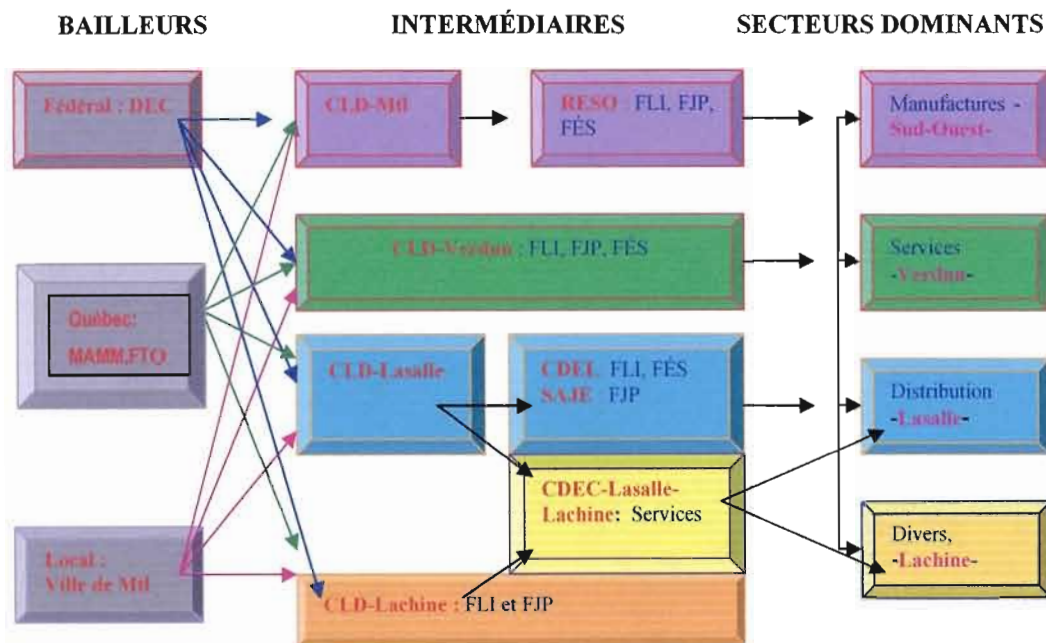 BAILLEURS
INTERMÉDIAIRES
SECTEURS DOMINANTS
Fédéral : DEC
CLD-Mtl
RESO : FLI, FJP,
FÉS
Manufactures -
Sud-Ouest-
CLD-Verdun : FLI, FJP, FÉS
Services
-Verdun-
Québec:
MAMM,FTQ
CLD-Lasalle
CDEL FLI, FÉS
SAJE FJP
Distribution
-Lasalle-
CDEC-Lasalle-
Lachine: Services
Divers,
-Lachine-
Local :
Ville de Mtl
CLD-Lachine : FLI et FJP